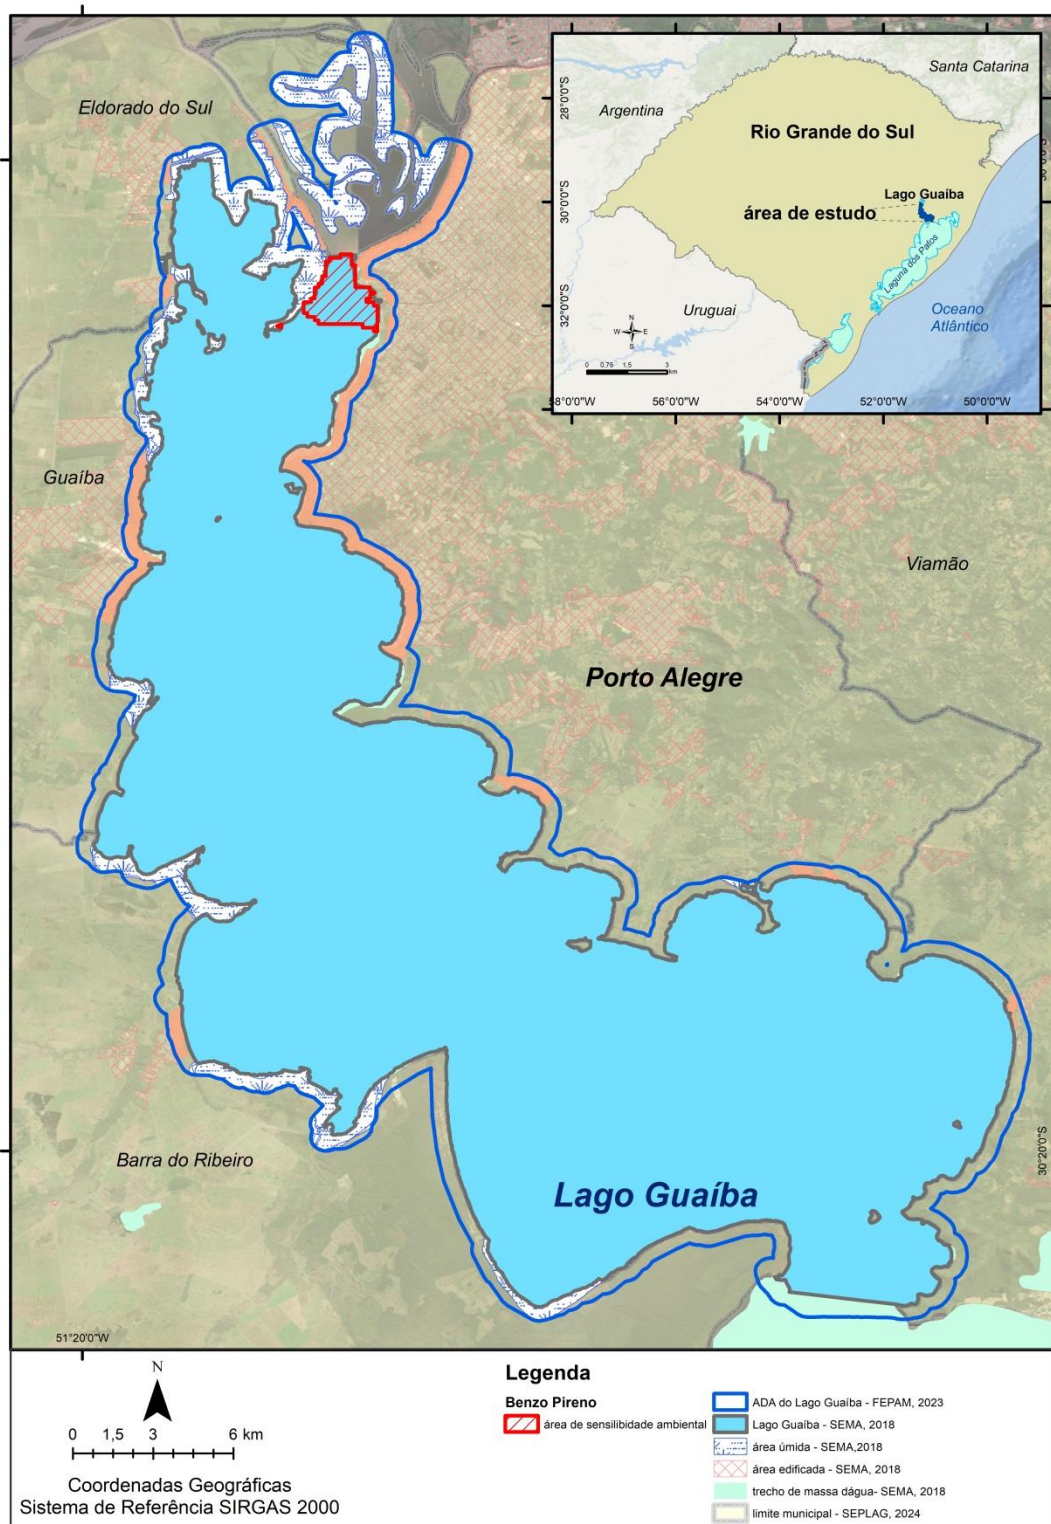 Eldorado do Sul
Santa Catarina
Argentina
Rio Grande do Sul
Lago Guaíba
área de estudo
Laguna dos Patos
Uruguai
Oceano
Atlântico
N
W E
S
0 0,75 1,5 3
km
28°0'0"S
30°0'0"S
32°0'0"S
58°0'0"W 56°0'0"W 54°0'0"W 52°0'0"W 50°0'0"W
Guaíba
Viamão
Porto Alegre
Barra do Ribeiro
Lago Guaíba
30°20'0"S
51°20'0"W
N
0 1,5 3 6 km
Coordenadas Geográficas
Sistema de Referência SIRGAS 2000
Legenda
Benzo Pireno
área de sensilibidade ambiental
ADA do Lago Guaíba - FEPAM, 2023
Lago Guaíba - SEMA, 2018
área úmida - SEMA,2018
área edificada - SEMA, 2018
trecho de massa dágua- SEMA, 2018
limite municipal - SEPLAG, 2024